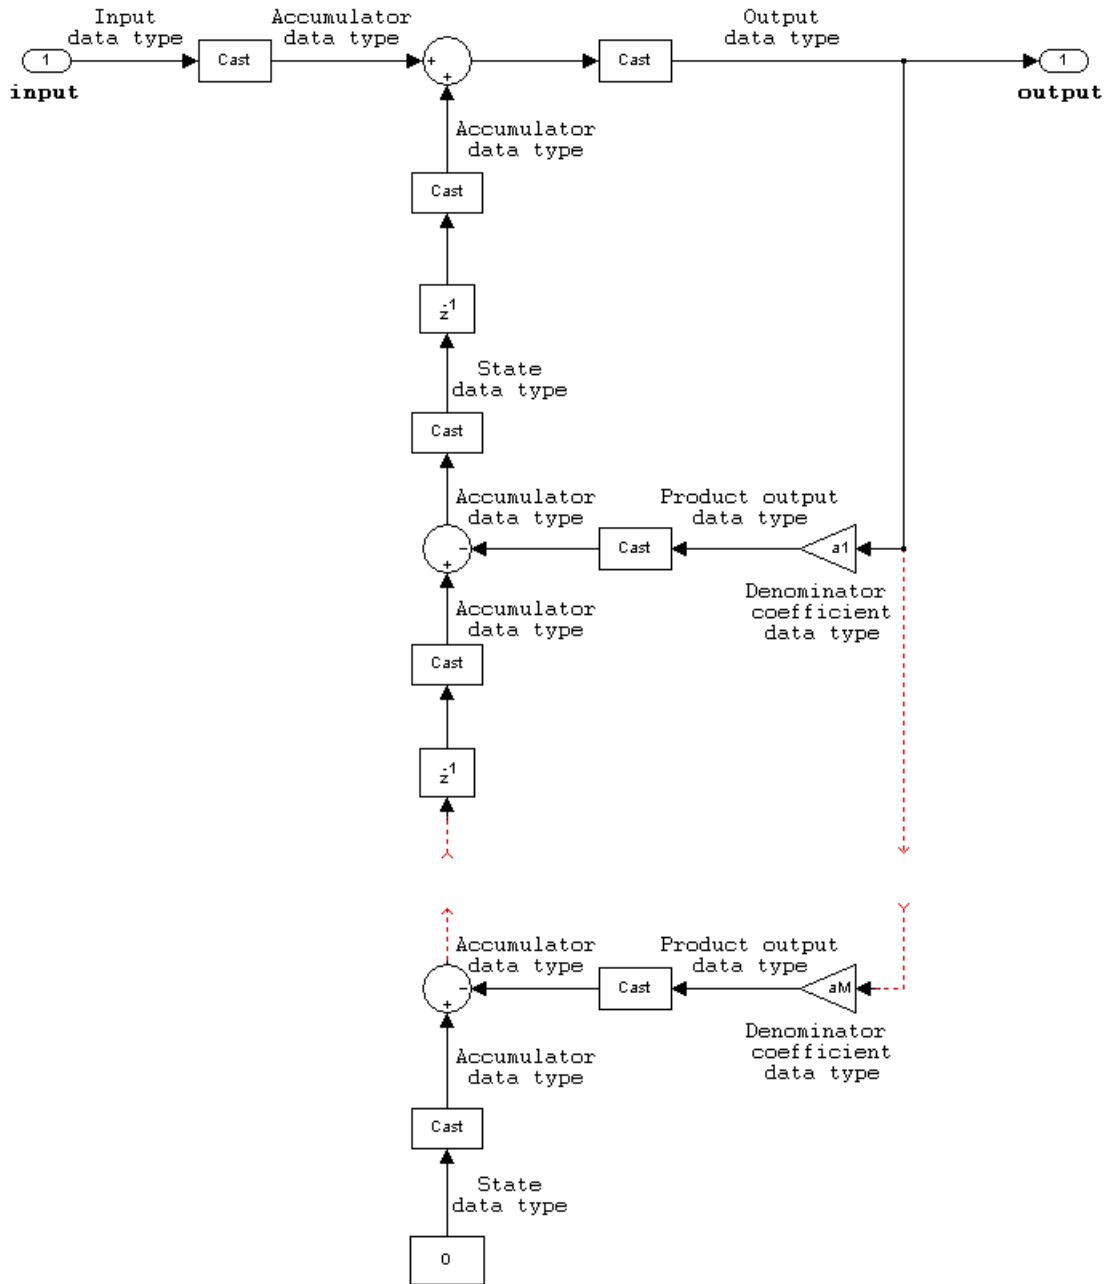 Input
data type
Accumulator
data type
Output
data type
1
Cast
+
+
Cast
1
input
output
Accumulator
data type
Cast
z-1
State
data type
Cast
Accumulator
data type
Product output
data type
-
+
Cast
a1
Accumulator
data type
Denominator
coefficient
data type
Cast
z-1
Accumulator
data type
Product output
data type
-
+
Cast
aM
Accumulator
data type
Denominator
coefficient
data type
Cast
State
data type
0